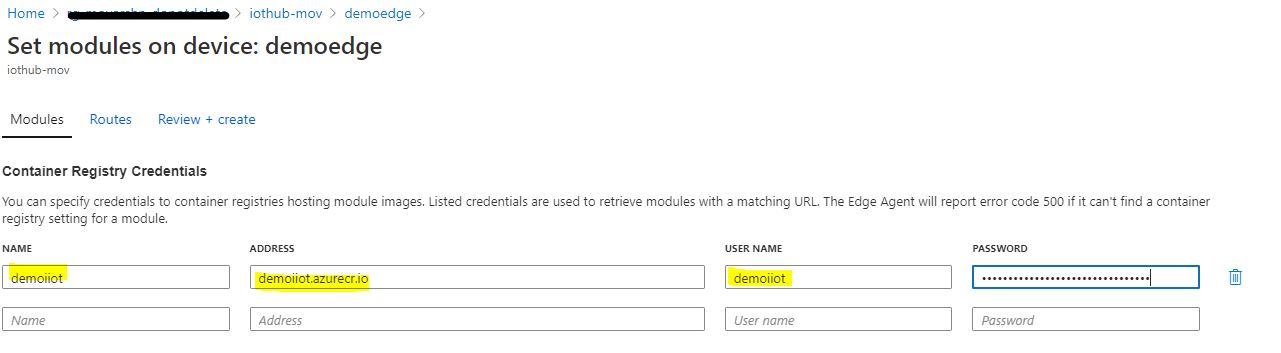 Home > > iothub-mov > demoedge >
Set modules on device: demoedge
iothub-mov
Modules Routes Review + create
Container Registry Credentials
You can specify credentials to container registries hosting module images. Listed credentials are used to retrieve modules with a matching URL. The Edge Agent will report error code 500 if it can't find a container
registry setting for a module.
NAME ADDRESS USER NAME PASSWORD
demoiiot demoiiot.azurecr.io demoiiot ••••••••••••••••••••••••••••••••
Name Address User name Password